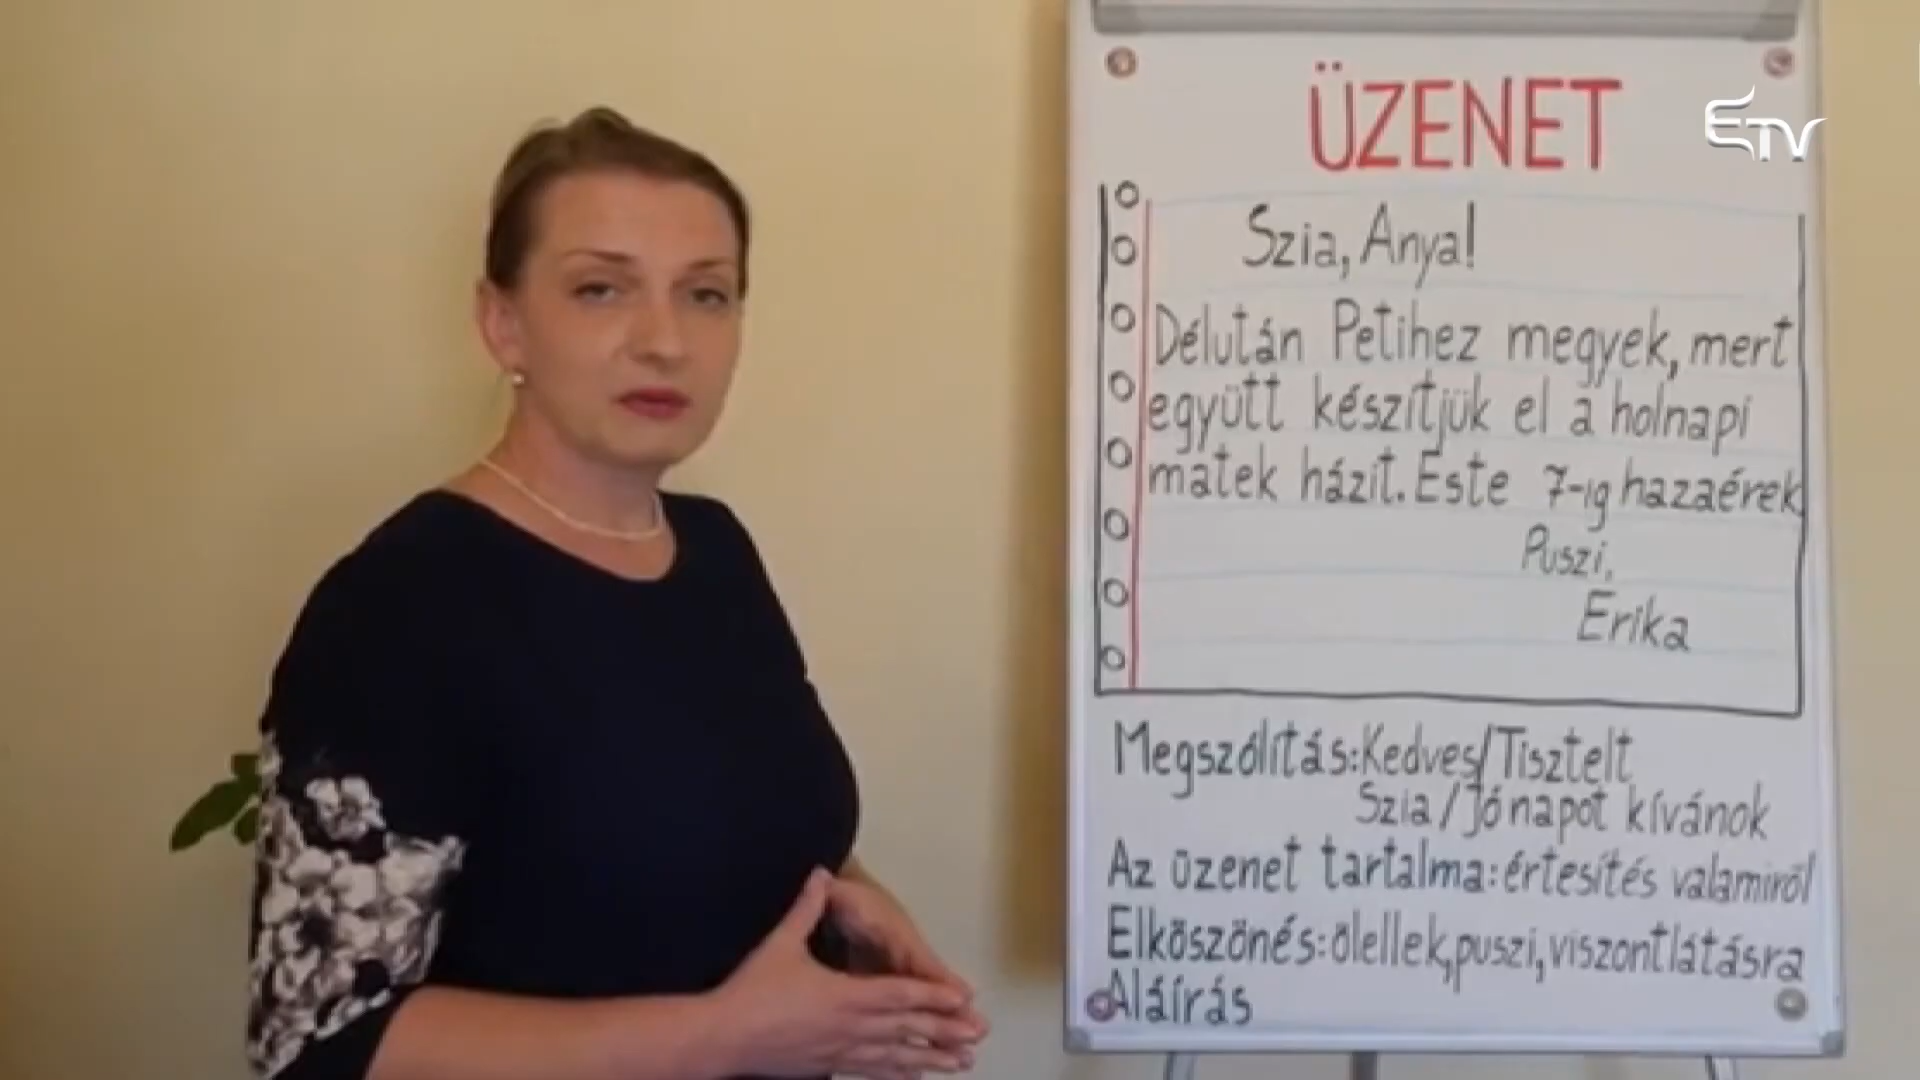 ÜZENET
ETV
Szia, Anya!
Délután Petihez megyek, mert
együtt készítjük el a holnapi
matek házit. Este 7-ig hazaérek
Puszi,
Erika
Megszólítás: Kedves/Tisztelt
Szia/Jó napot kívánok
Az üzenet tartalma: értesítés valamiről
Elköszönés: ölellek, puszi, viszontlátásra
Aláírás